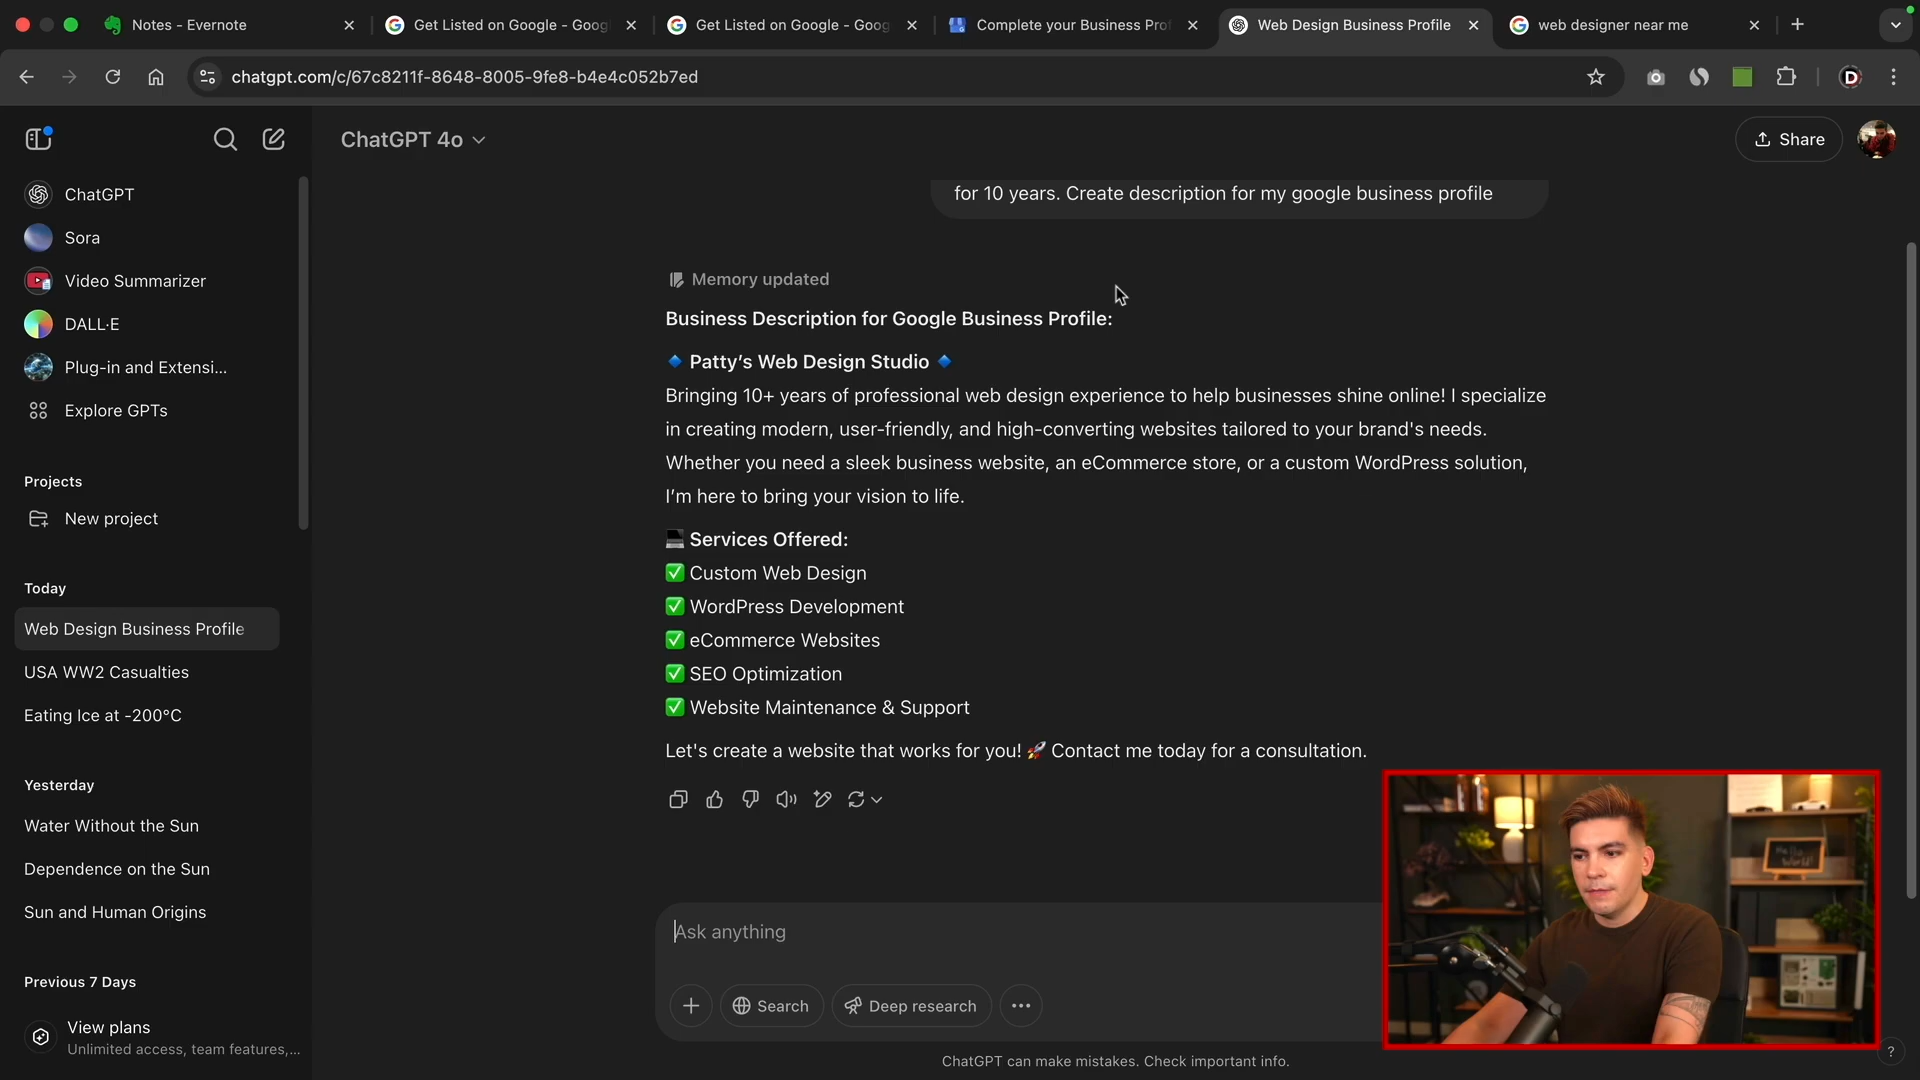 Notes - Evernote
Get Listed on Google - Goog
Get Listed on Google - Goog
Complete your Business Prof
Web Design Business Profile
web designer near me
chatgpt.com/c/67c8211f-8648-8005-9fe8-b4e4c052b7ed
D
ChatGPT 4o
Share
ChatGPT
Sora
Video Summarizer
DALL·E
Plug-in and Extensi...
Explore GPTs
Projects
New project
Today
Web Design Business Profile
USA WW2 Casualties
Eating Ice at -200°C
Yesterday
Water Without the Sun
Dependence on the Sun
Sun and Human Origins
Previous 7 Days
View plans
Unlimited access, team features,...
for 10 years. Create description for my google business profile
Memory updated
Business Description for Google Business Profile:
🔹 Patty’s Web Design Studio 🔹
Bringing 10+ years of professional web design experience to help businesses shine online! I specialize
in creating modern, user-friendly, and high-converting websites tailored to your brand's needs.
Whether you need a sleek business website, an eCommerce store, or a custom WordPress solution,
I’m here to bring your vision to life.
💻 Services Offered:
✅ Custom Web Design
✅ WordPress Development
✅ eCommerce Websites
✅ SEO Optimization
✅ Website Maintenance & Support
Let's create a website that works for you! 🚀 Contact me today for a consultation.
Ask anything
Search
Deep research
ChatGPT can make mistakes. Check important info.
?
Hello
World!